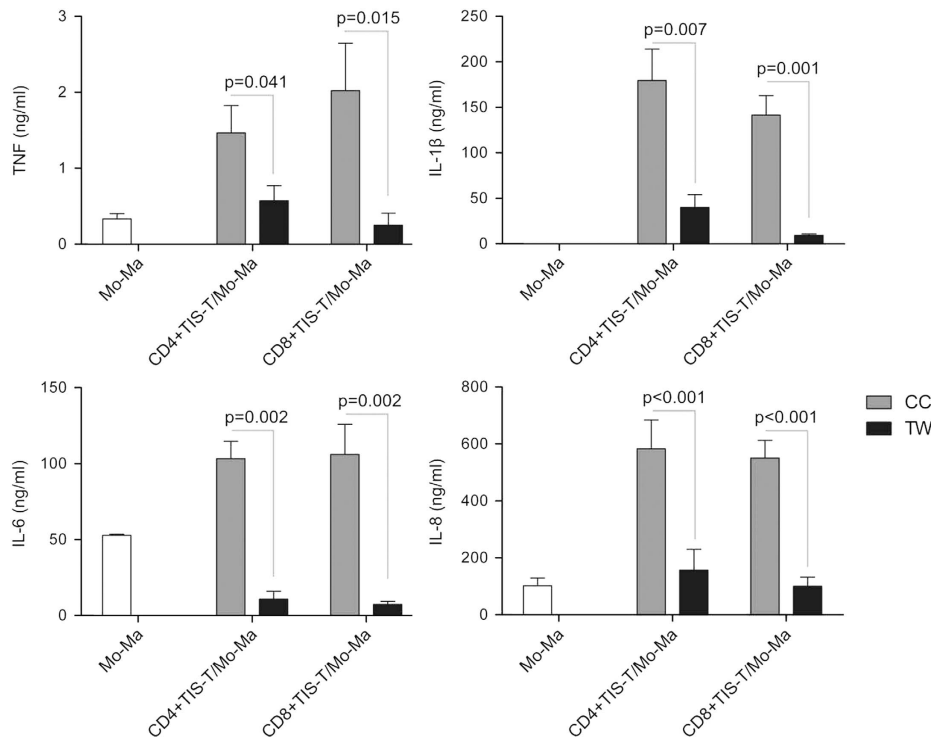 TNF (ng/ml)
3
2
1
0
p=0.041
p=0.015
Mo-Ma
CD4+TIS-T/Mo-Ma
CD8+TIS-T/Mo-Ma
IL-1β (ng/ml)
250
200
150
100
50
0
p=0.007
p=0.001
Mo-Ma
CD4+TIS-T/Mo-Ma
CD8+TIS-T/Mo-Ma
IL-6 (ng/ml)
150
100
50
0
p=0.002
p=0.002
Mo-Ma
CD4+TIS-T/Mo-Ma
CD8+TIS-T/Mo-Ma
IL-8 (ng/ml)
800
600
400
200
0
p<0.001
p<0.001
Mo-Ma
CD4+TIS-T/Mo-Ma
CD8+TIS-T/Mo-Ma
CC
TW